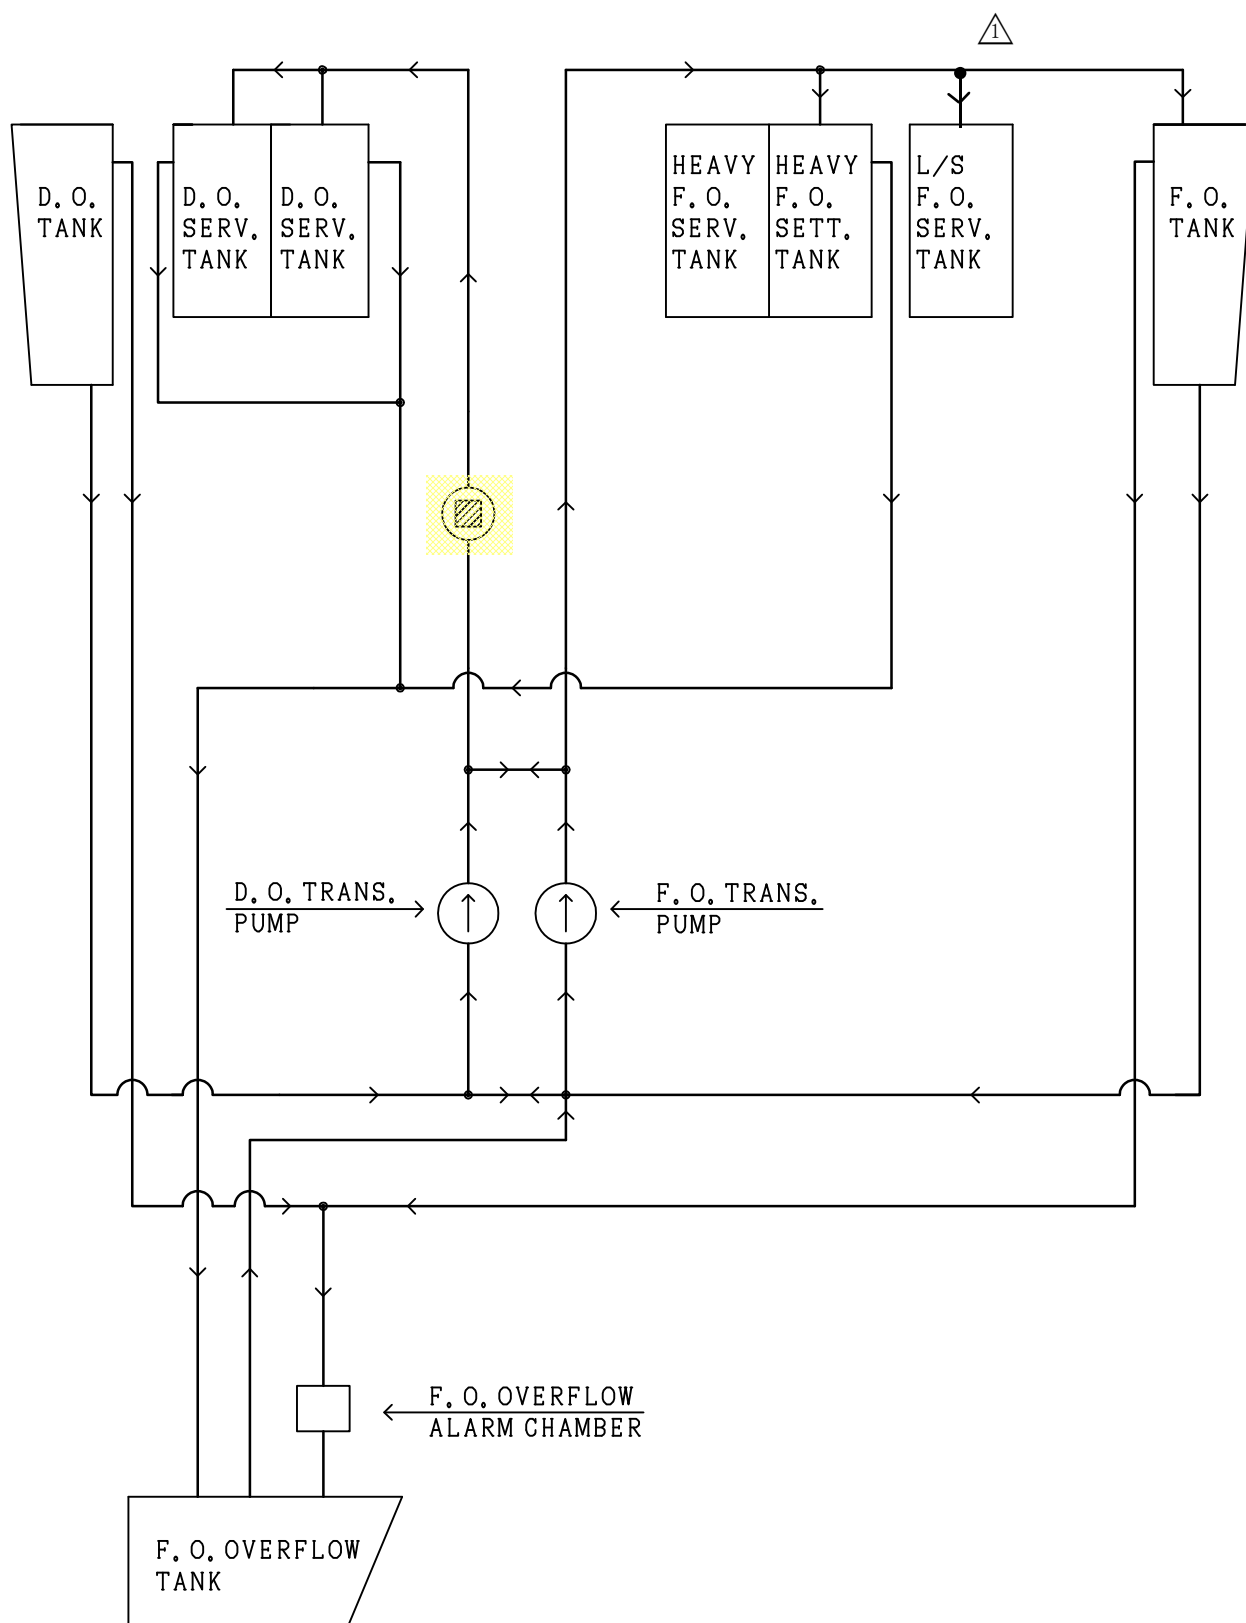 1
D.O.
TANK
D.O.
SERV.
TANK
D.O.
SERV.
TANK
HEAVY
F.O.
SERV.
TANK
HEAVY
F.O.
SETT.
TANK
L/S
F.O.
SERV.
TANK
F.O.
TANK
D.O. TRANS.
PUMP
F.O. TRANS.
PUMP
F.O. OVERFLOW
ALARM CHAMBER
F.O. OVERFLOW
TANK